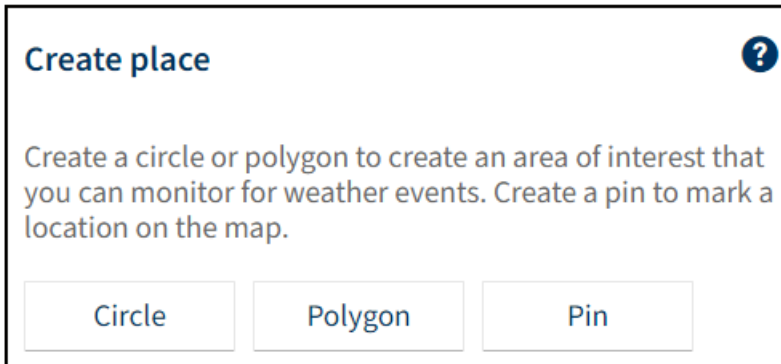 Create place ?
Create a circle or polygon to create an area of interest that
you can monitor for weather events. Create a pin to mark a
location on the map.
Circle Polygon Pin